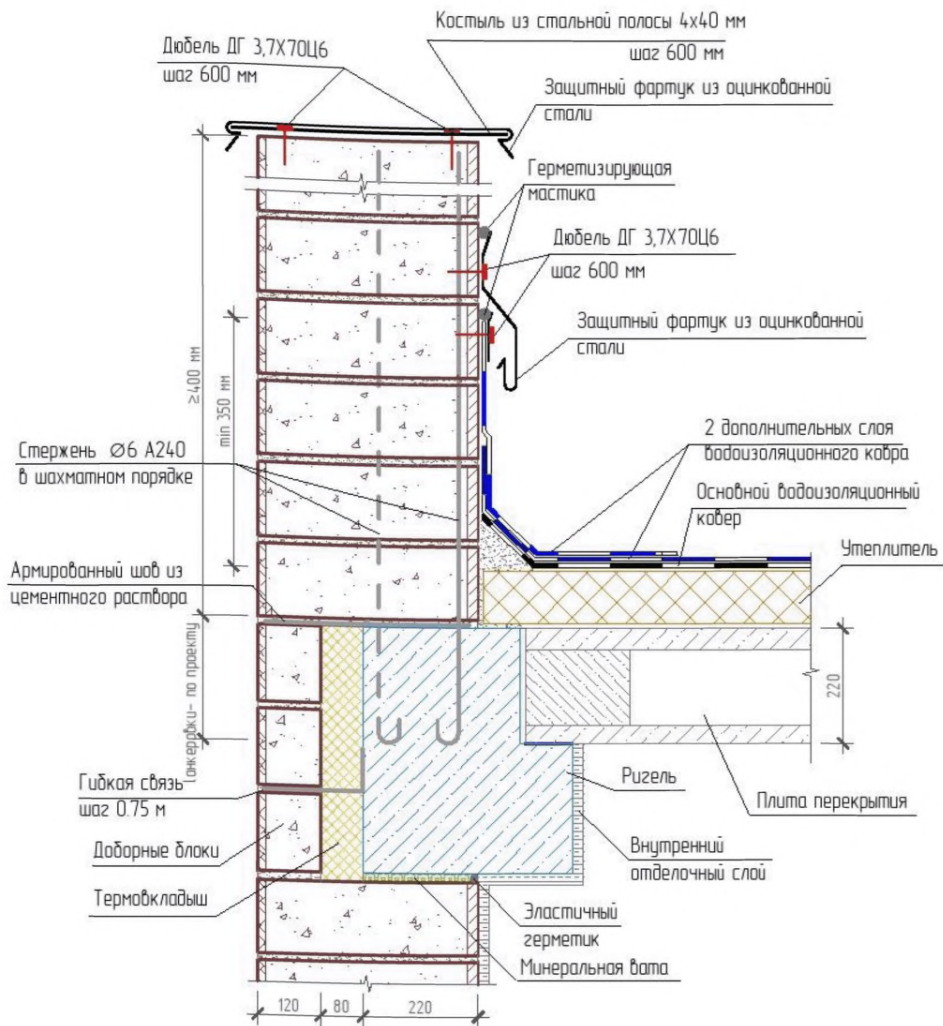 Костыль из стальной полосы 4х40 мм
шаг 600 мм
Дюбель ДГ 3,7Х70Ц6
шаг 600 мм
Защитный фартук из оцинкованной
стали
Герметизирующая
мастика
Дюбель ДГ 3,7Х70Ц6
шаг 600 мм
Защитный фартук из оцинкованной
стали
≥400 мм
min 350 мм
2 дополнительных слоя
водоизоляционного ковра
Стержень Ø6 А240
в шахматном порядке
Основной водоизоляционный
ковер
Утеплитель
Армированный шов из
цементного раствора
lанкеровки- по проекту
220
Гибкая связь
шаг 0.75 м
Ригель
Плита перекрытия
Доборные блоки
Внутренний
отделочный слой
Термовкладыш
Эластичный
герметик
Минеральная вата
120
80
220